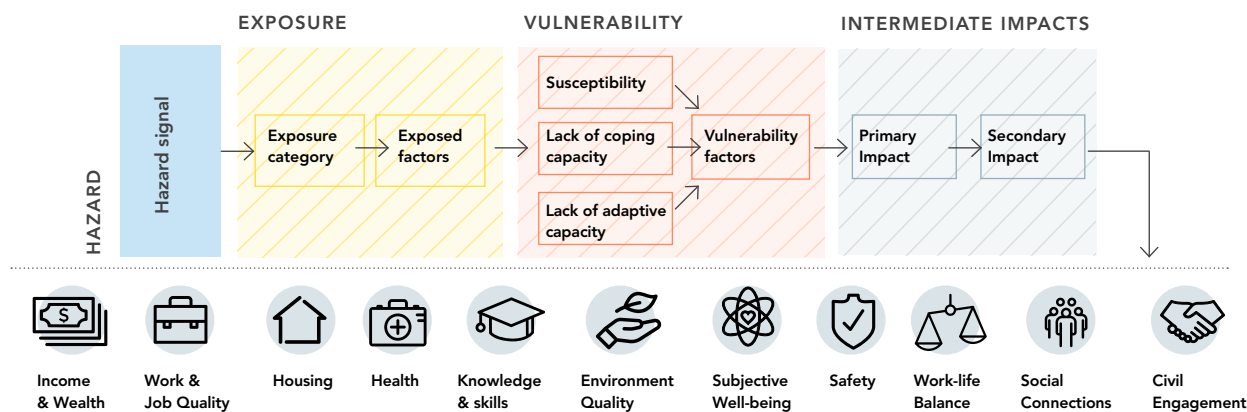 EXPOSURE
VULNERABILITY
INTERMEDIATE IMPACTS
HAZARD
Hazard signal
Exposure
category
Exposed
factors
Susceptibility
Lack of coping
capacity
Lack of adaptive
capacity
Vulnerability
factors
Primary
Impact
Secondary
Impact
$
Income
& Wealth
Work &
Job Quality
Housing
Health
Knowledge
& skills
Environment
Quality
Subjective
Well-being
Safety
Work-life
Balance
Social
Connections
Civil
Engagement